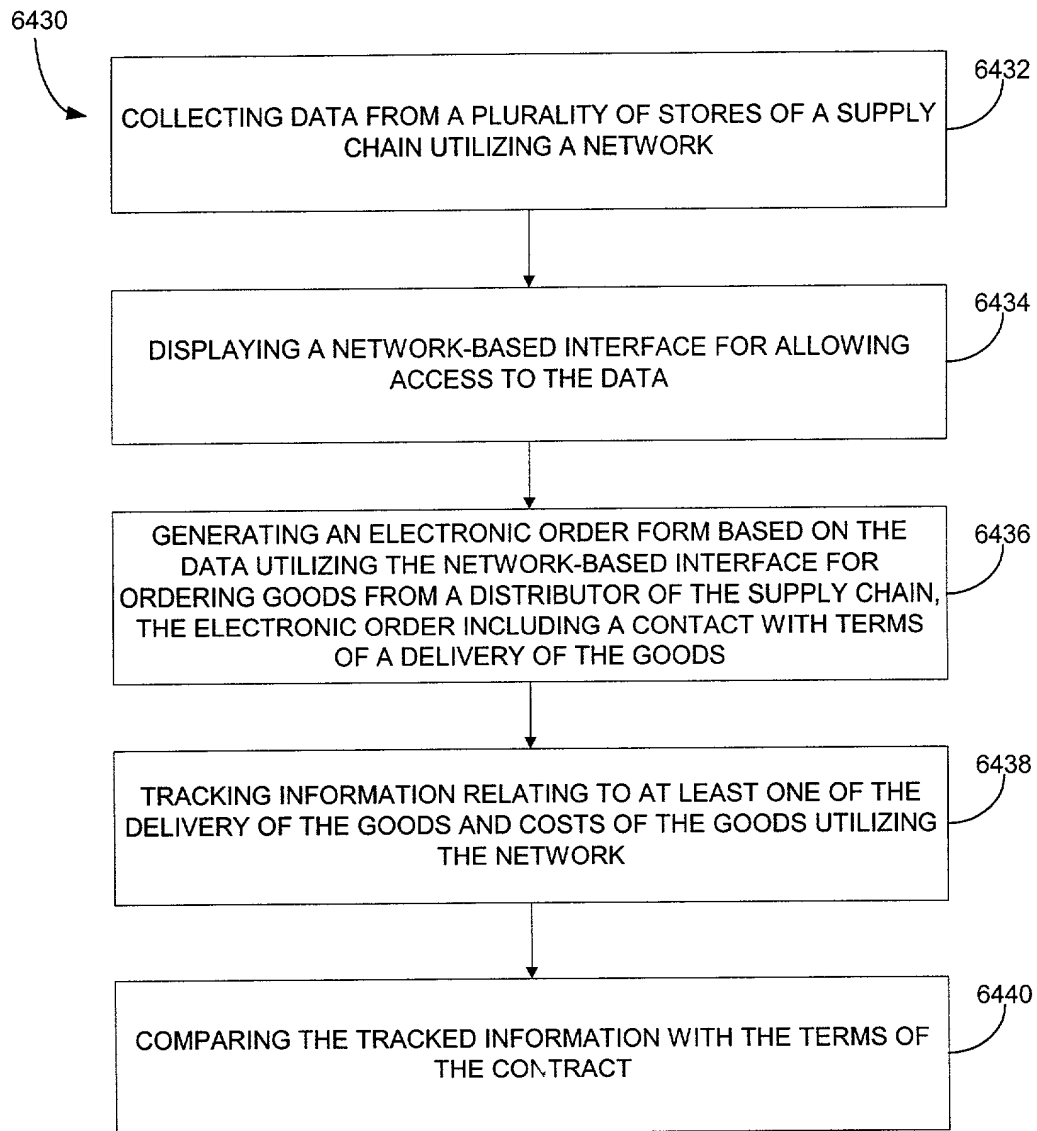 6430
6432
COLLECTING DATA FROM A PLURALITY OF STORES OF A SUPPLY
CHAIN UTILIZING A NETWORK
6434
DISPLAYING A NETWORK-BASED INTERFACE FOR ALLOWING
ACCESS TO THE DATA
6436
GENERATING AN ELECTRONIC ORDER FORM BASED ON THE
DATA UTILIZING THE NETWORK-BASED INTERFACE FOR
ORDERING GOODS FROM A DISTRIBUTOR OF THE SUPPLY CHAIN,
THE ELECTRONIC ORDER INCLUDING A CONTACT WITH TERMS
OF A DELIVERY OF THE GOODS
6438
TRACKING INFORMATION RELATING TO AT LEAST ONE OF THE
DELIVERY OF THE GOODS AND COSTS OF THE GOODS UTILIZING
THE NETWORK
6440
COMPARING THE TRACKED INFORMATION WITH THE TERMS OF
THE CONTRACT